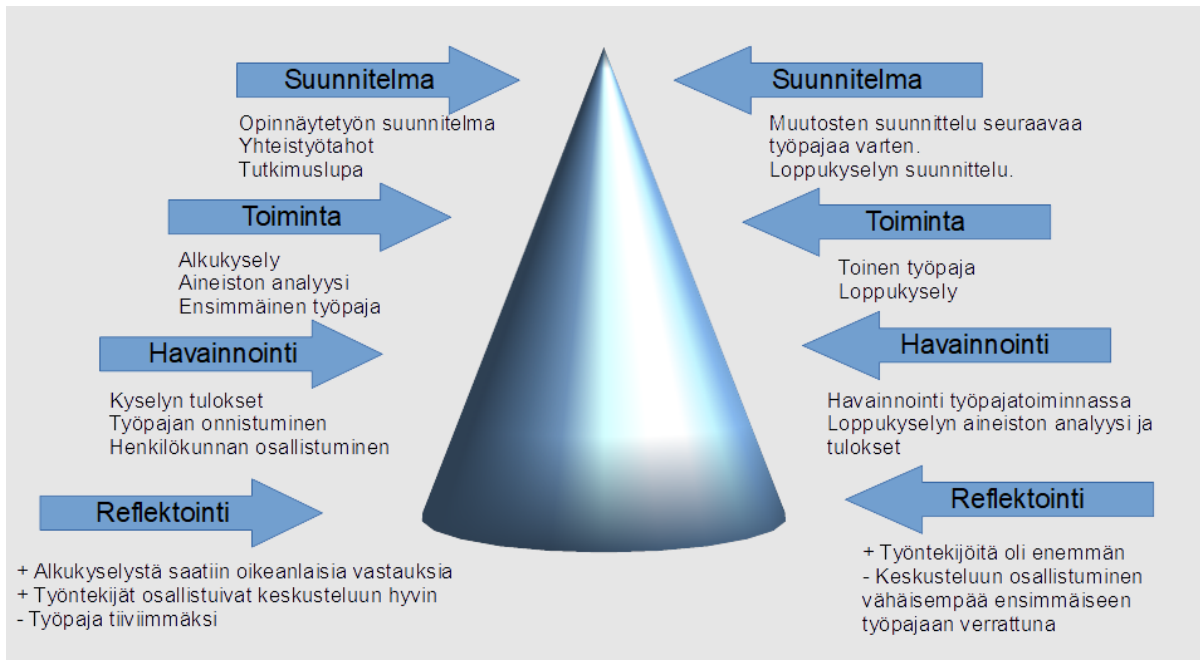 Suunnitelma
Opinnäytetyön suunnitelma
Yhteistyötahot
Tutkimuslupa
Toiminta
Alkukysely
Aineiston analyysi
Ensimmäinen työpaja
Havainnointi
Kyselyn tulokset
Työpajan onnistuminen
Henkilökunnan osallistuminen
Reflektointi
+ Alkukyselystä saatiin oikeanlaisia vastauksia
+ Työntekijät osallistuivat keskusteluun hyvin
- Työpaja tiiviimmäksi
Suunnitelma
Muutosten suunnittelu seuraavaa
työpajaa varten.
Loppukyselyn suunnittelu.
Toiminta
Toinen työpaja
Loppukysely
Havainnointi
Havainnointi työpajatoiminnassa
Loppukyselyn aineiston analyysi ja
tulokset
Reflektointi
+ Työntekijöitä oli enemmän
- Keskusteluun osallistuminen
vähäisempää ensimmäiseen
työpajaan verrattuna